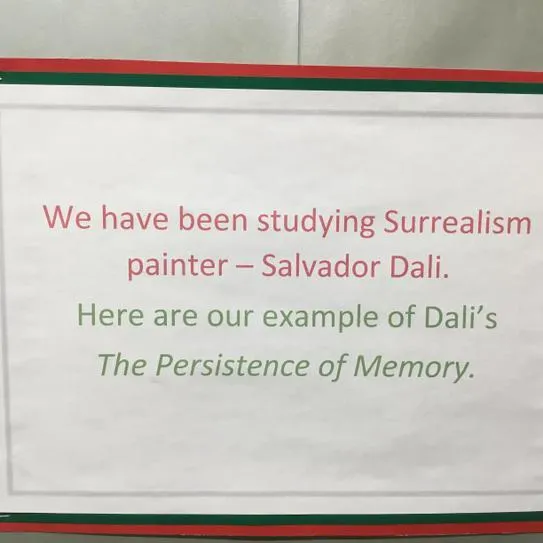 We have been studying Surrealism
painter – Salvador Dali.
Here are our example of Dali's
The Persistence of Memory.